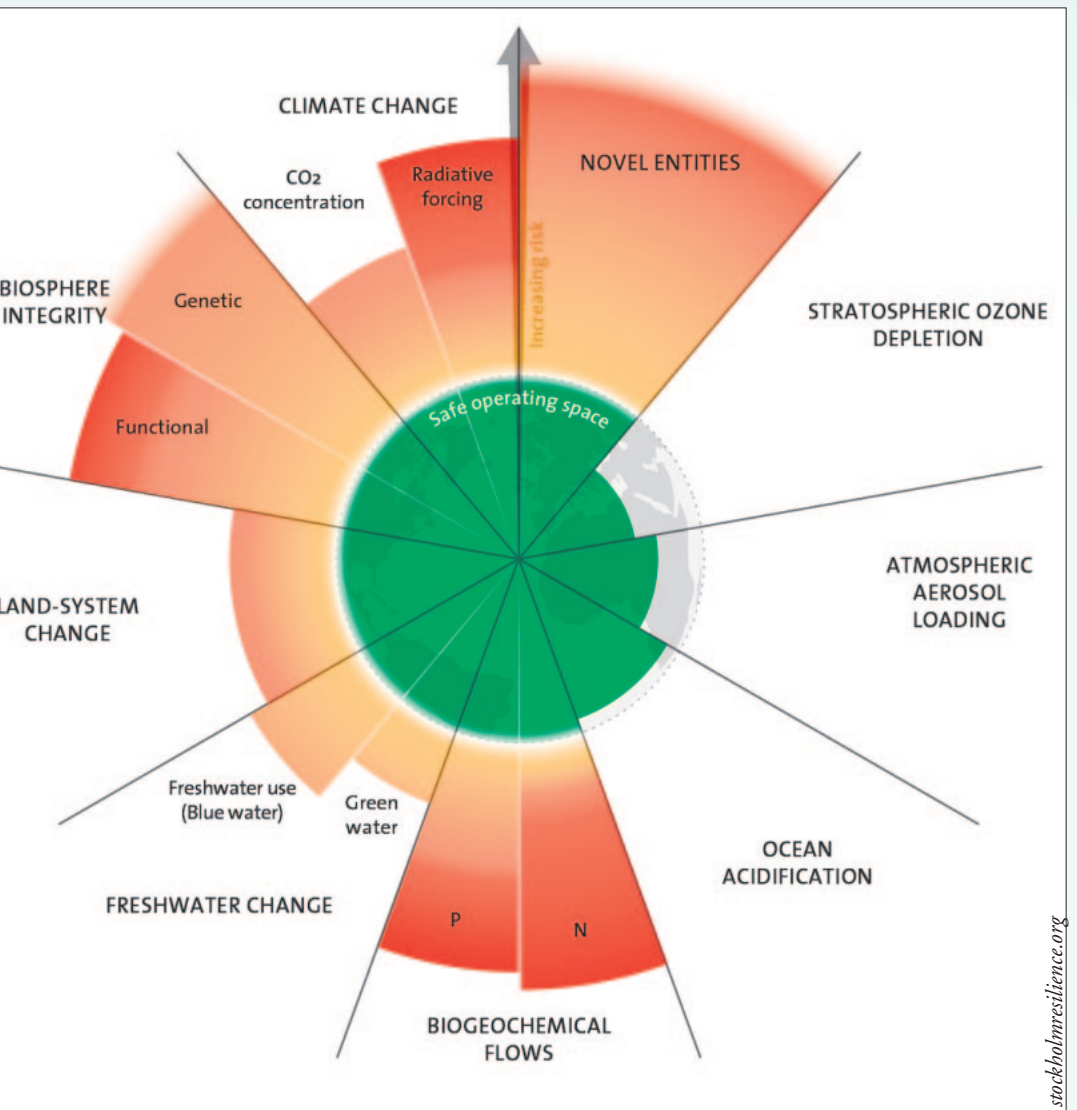 CLIMATE CHANGE
CO2
concentration
Radiative
forcing
NOVEL ENTITIES
Increasing risk
BIOSPHERE
INTEGRITY
Genetic
Functional
STRATOSPHERIC OZONE
DEPLETION
Safe operating space
ATMOSPHERIC
AEROSOL
LOADING
LAND-SYSTEM
CHANGE
Freshwater use
(Blue water)
Green
water
FRESHWATER CHANGE
P
N
OCEAN
ACIDIFICATION
BIOGEOCHEMICAL
FLOWS
stockholmresilience.org